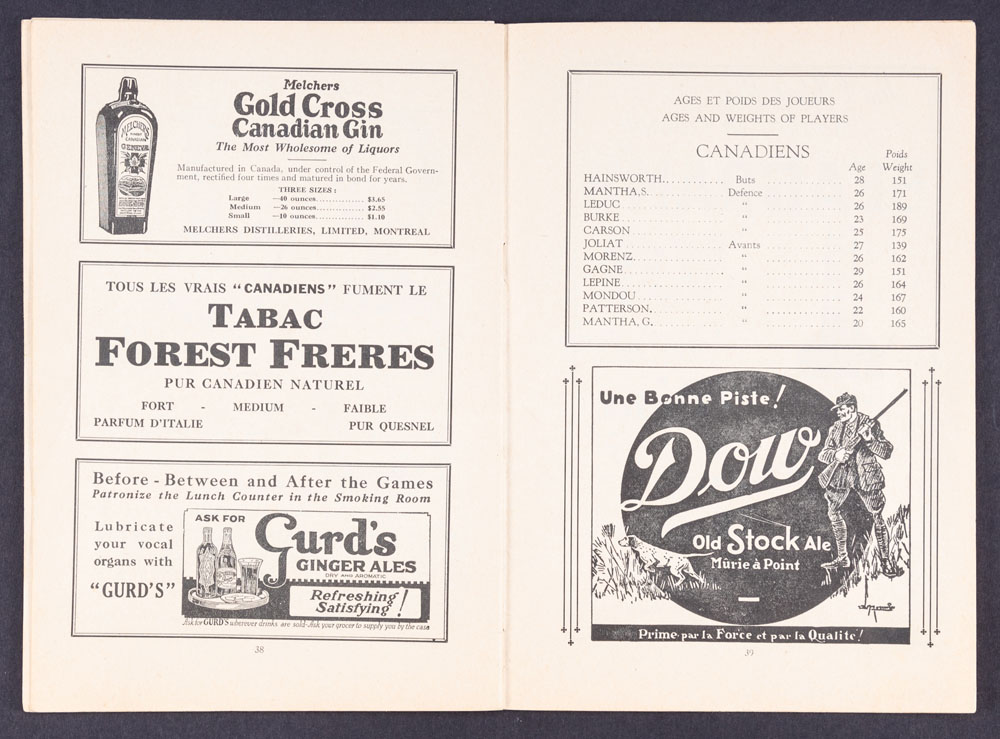 Melchers
Gold Cross
Canadian Gin
The Most Wholesome of Liquors
Manufactured in Canada, under control of the Federal Govern-
ment, rectified four times and matured in bond for years.
THREE SIZES:
Large —40 ounces.............. $3.65
Medium —26 ounces.............. $2.55
Small —10 ounces.............. $1.10
MELCHERS DISTILLERIES, LIMITED, MONTREAL
MELCHERS
GENEVA
TOUS LES VRAIS "CANADIENS" FUMENT LE
TABAC
FOREST FRERES
PUR CANADIEN NATUREL
FORT - MEDIUM - FAIBLE
PARFUM D'ITALIE PUR QUESNEL
Before - Between and After the Games
Patronize the Lunch Counter in the Smoking Room
Lubricate
your vocal
organs with
"GURD'S"
ASK FOR
Gurd's
GINGER ALES
DRY AND AROMATIC
Refreshing
Satisfying!
Ask for GURD'S wherever drinks are sold-Ask your grocer to supply you by the case
38
AGES ET POIDS DES JOUEURS
AGES AND WEIGHTS OF PLAYERS
CANADIENS
Age Poids Weight
HAINSWORTH............ Buts .............. 28 151
MANTHA,S............. Defence .............. 26 171
LEDUC .............. " .............. 26 189
BURKE .............. " .............. 23 169
CARSON .............. " .............. 25 175
JOLIAT .............. Avants .............. 27 139
MORENZ.............. " .............. 26 162
GAGNE.............. " .............. 29 151
LEPINE .............. " .............. 26 164
MONDOU .............. " .............. 24 167
PATTERSON. .............. " .............. 22 160
MANTHA, G. .............. " .............. 20 165
Une Bonne Piste!
Dow
Old Stock Ale
Mûrie à Point
Prime par la Force et par la Qualité!
39